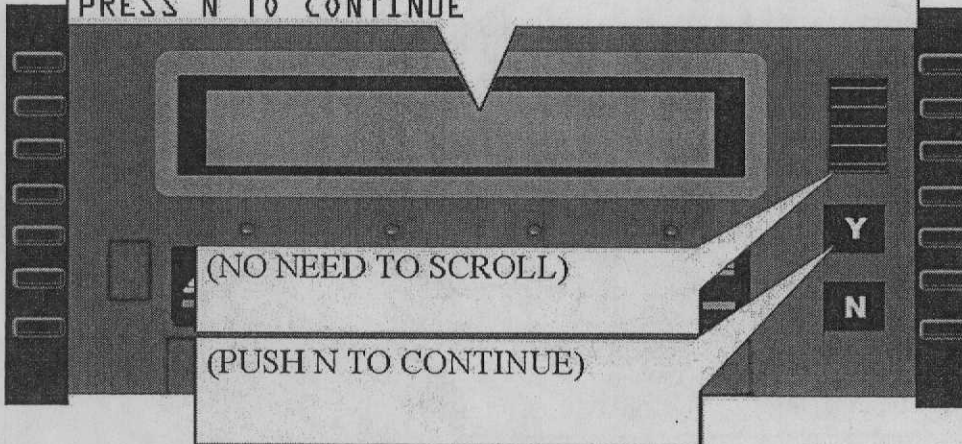 PRESS N TO CONTINUE
(NO NEED TO SCROLL)
Y
N
(PUSH N TO CONTINUE)